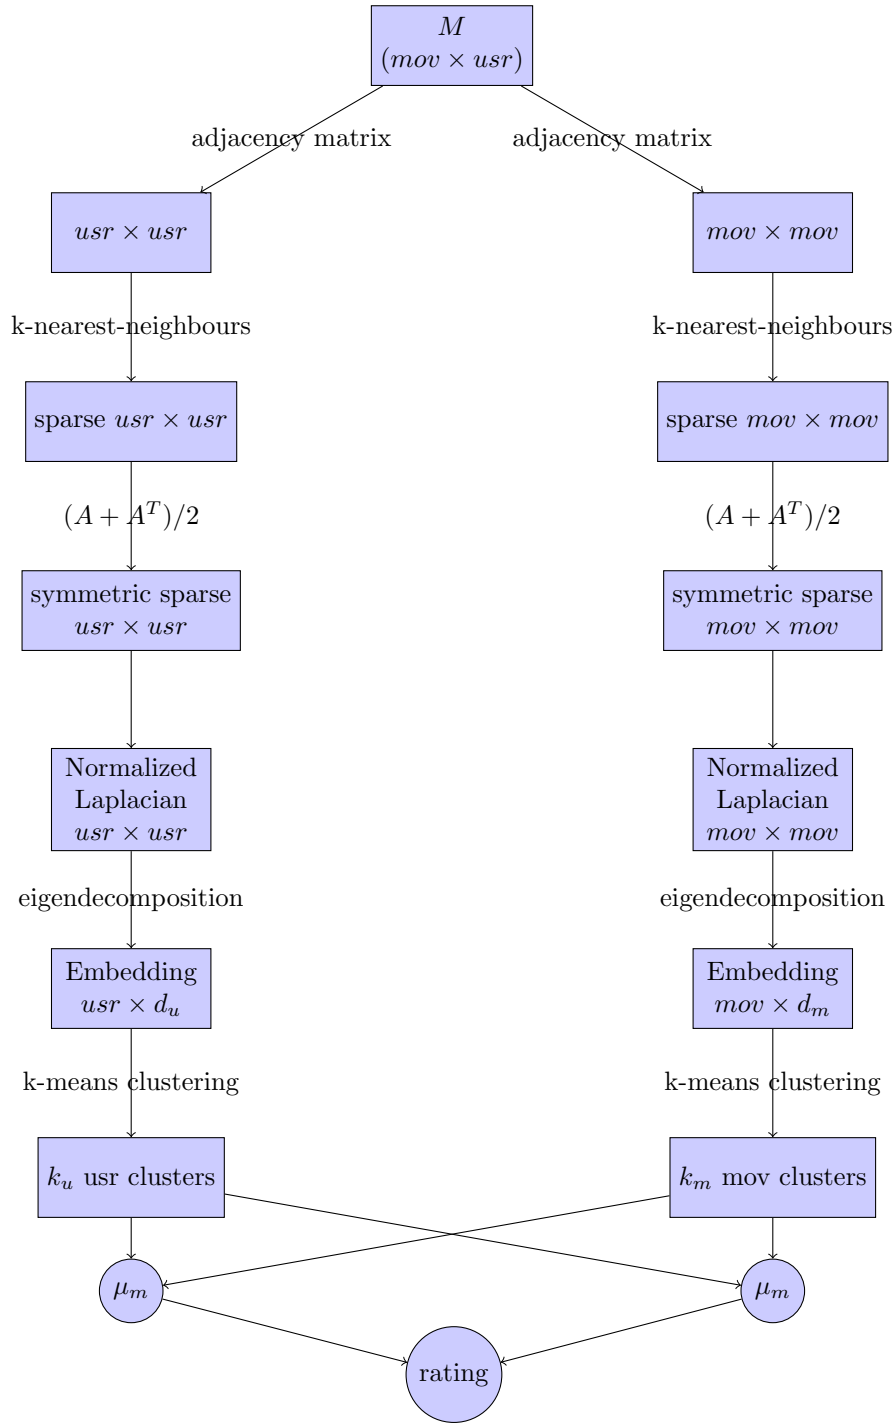 M
(mov × usr)
adjacency matrix
adjacency matrix
usr × usr
mov × mov
k-nearest-neighbours
k-nearest-neighbours
sparse usr × usr
sparse mov × mov
(A + A^T)/2
(A + A^T)/2
symmetric sparse
usr × usr
symmetric sparse
mov × mov
Normalized
Laplacian
usr × usr
Normalized
Laplacian
mov × mov
eigendecomposition
eigendecomposition
Embedding
usr × d_u
Embedding
mov × d_m
k-means clustering
k-means clustering
k_u usr clusters
k_m mov clusters
μ_m
μ_m
rating